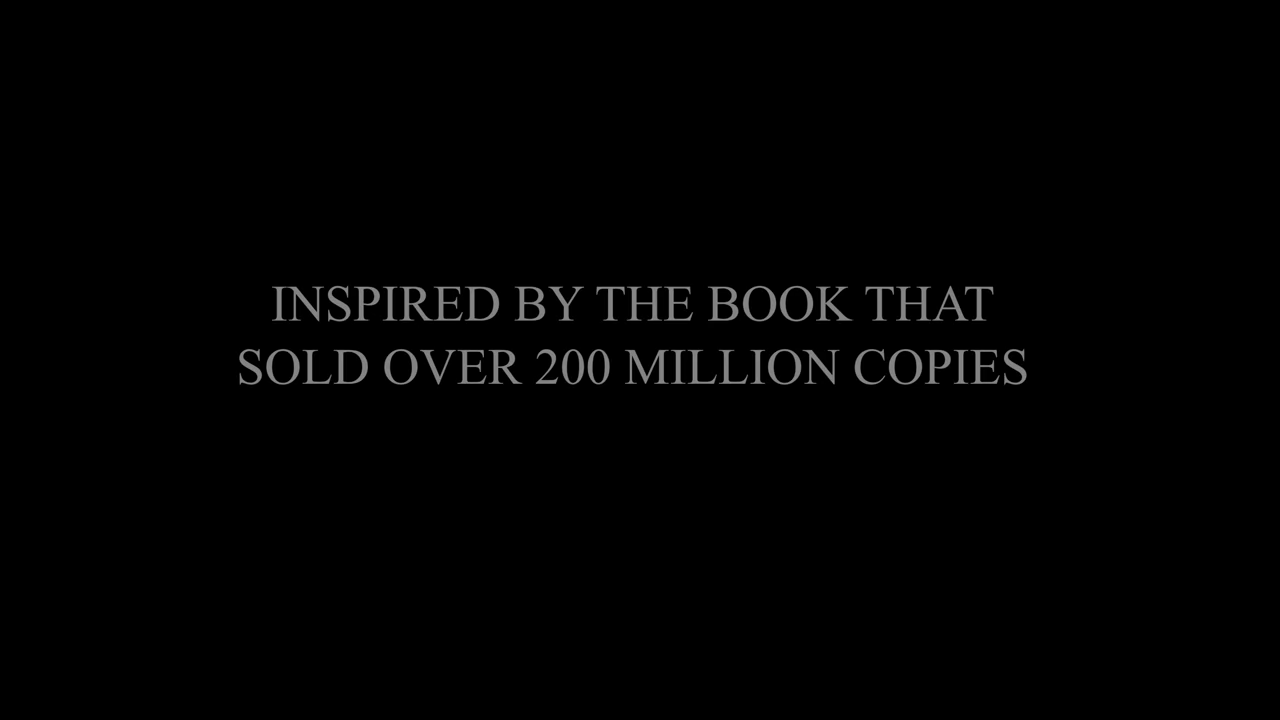 INSPIRED BY THE BOOK THAT
SOLD OVER 200 MILLION COPIES